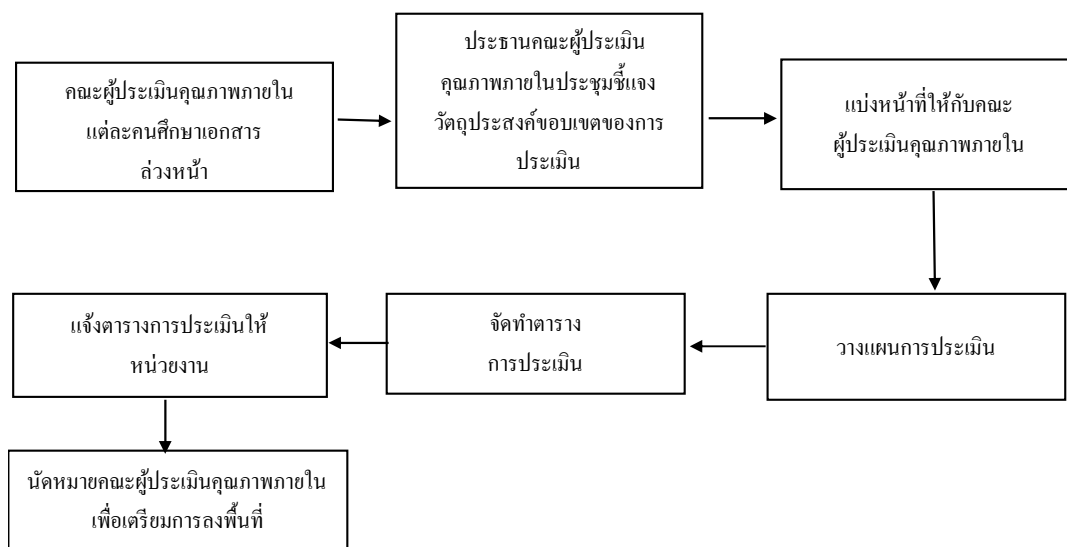 คณะผู้ประเมินคุณภาพภายใน
แต่ละคนศึกษาเอกสาร
ล่วงหน้า
ประธานคณะผู้ประเมิน
คุณภาพภายในประชุมชี้แจง
วัตถุประสงค์ขอบเขตของการ
ประเมิน
แบ่งหน้าที่ให้กับคณะ
ผู้ประเมินคุณภาพภายใน
วางแผนการประเมิน
จัดทำตาราง
การประเมิน
แจ้งตารางการประเมินให้
หน่วยงาน
นัดหมายคณะผู้ประเมินคุณภาพภายใน
เพื่อเตรียมการลงพื้นที่